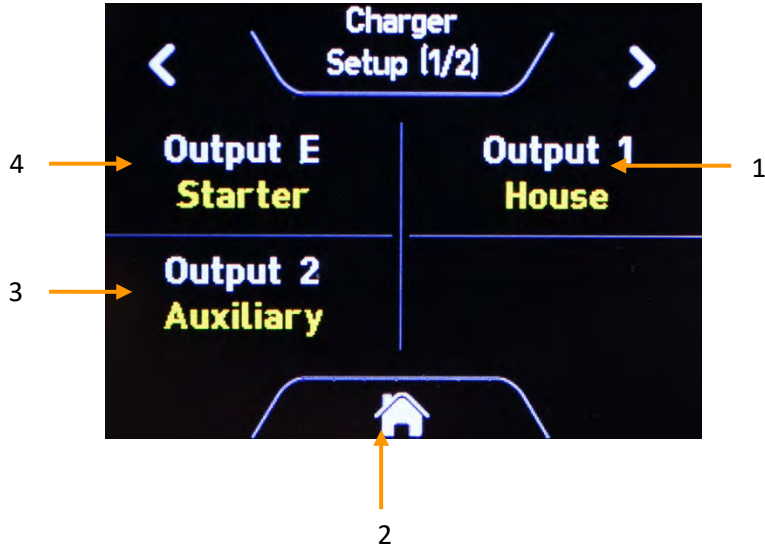 Charger
Setup (1/2)
4
Output E
Starter
Output 1
House
1
3
Output 2
Auxiliary
2